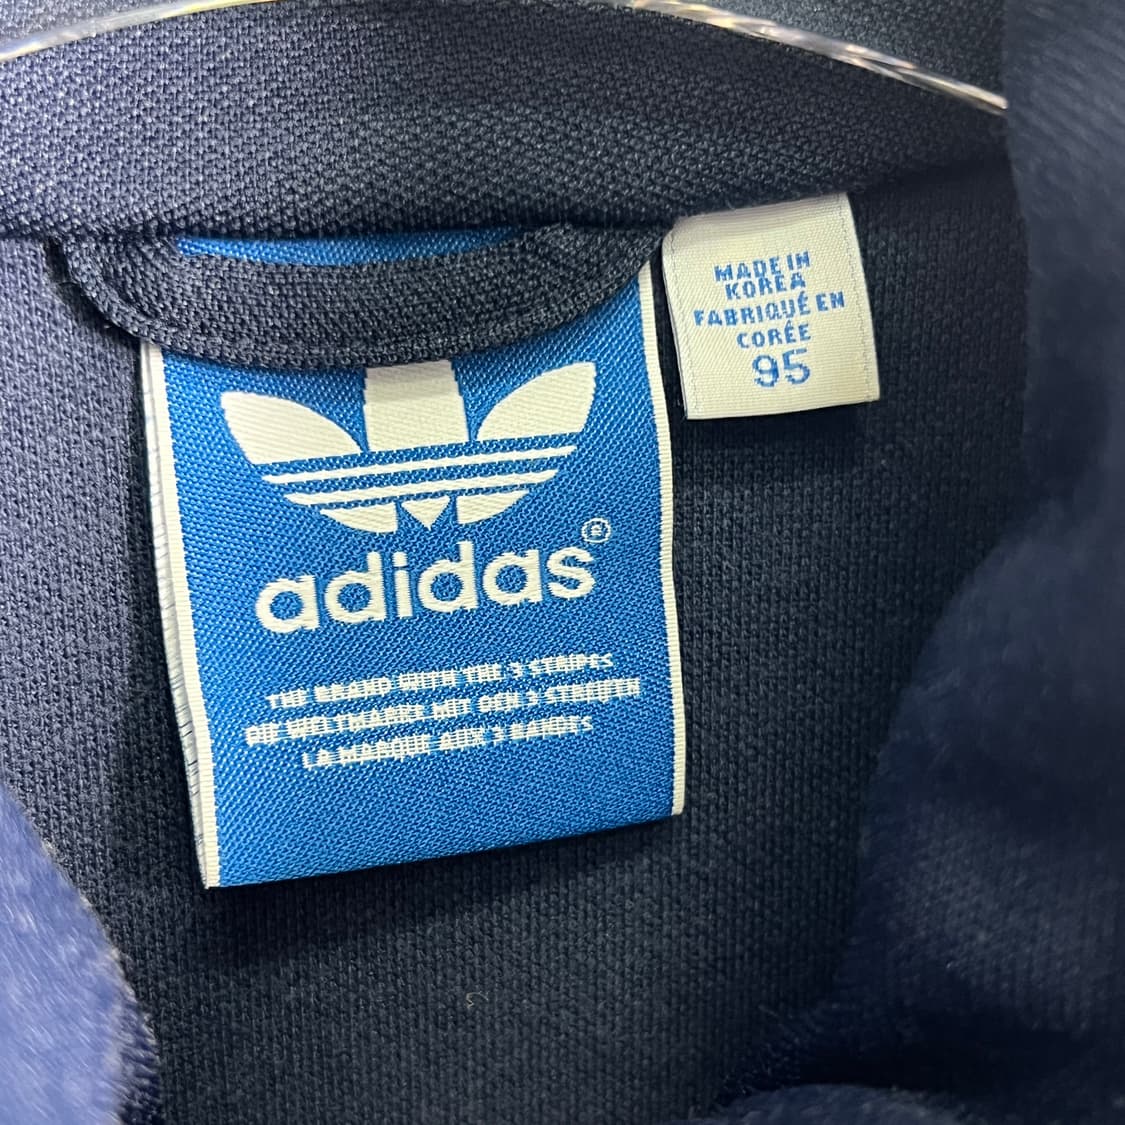 adidas®
THE BRAND WITH THE 3 STRIPES
DIE WELTMARKE MIT DEN 3 STREIFEN
LA MARQUE AUX 3 BANDES
MADE IN
KOREA
FABRIQUÉ EN
CORÉE
95